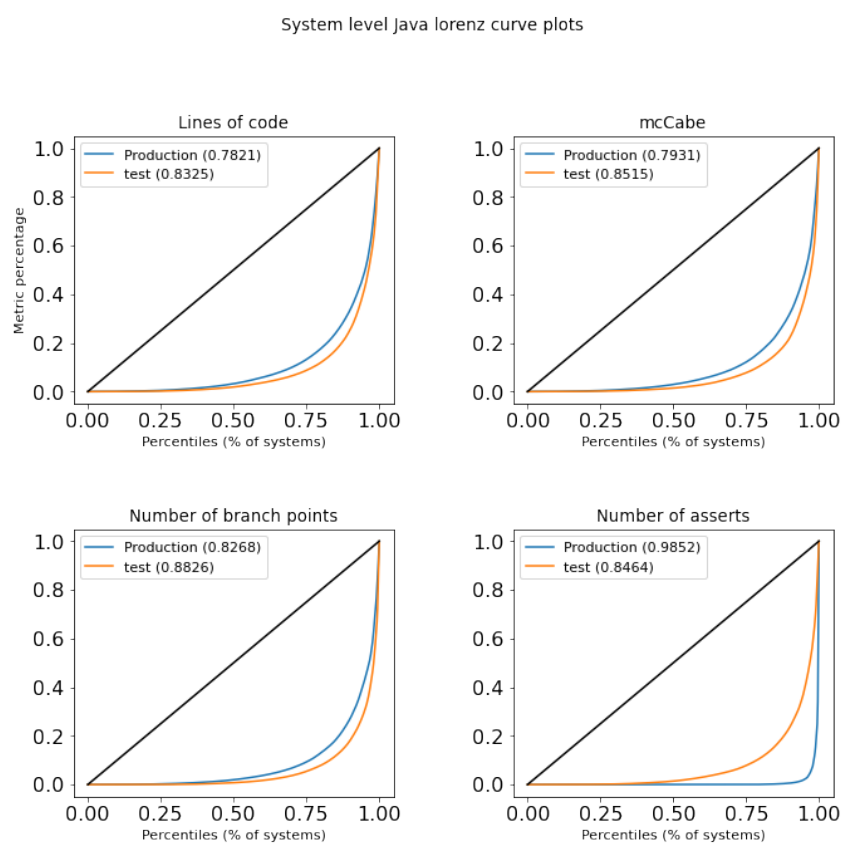 System level Java lorenz curve plots
Lines of code
Production (0.7821)
test (0.8325)
Metric percentage
1.0
0.8
0.6
0.4
0.2
0.0
0.00 0.25 0.50 0.75 1.00
Percentiles (% of systems)
mcCabe
Production (0.7931)
test (0.8515)
1.0
0.8
0.6
0.4
0.2
0.0
0.00 0.25 0.50 0.75 1.00
Percentiles (% of systems)
Number of branch points
Production (0.8268)
test (0.8826)
1.0
0.8
0.6
0.4
0.2
0.0
0.00 0.25 0.50 0.75 1.00
Percentiles (% of systems)
Number of asserts
Production (0.9852)
test (0.8464)
1.0
0.8
0.6
0.4
0.2
0.0
0.00 0.25 0.50 0.75 1.00
Percentiles (% of systems)